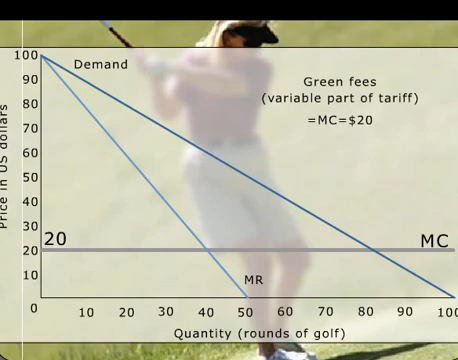 100
90
80
70
60
50
40
30
20
10
0
Price in US dollars
Demand
Green fees
(variable part of tariff)
=MC=$20
20
MC
MR
10 20 30 40 50 60 70 80 90 100
Quantity (rounds of golf)